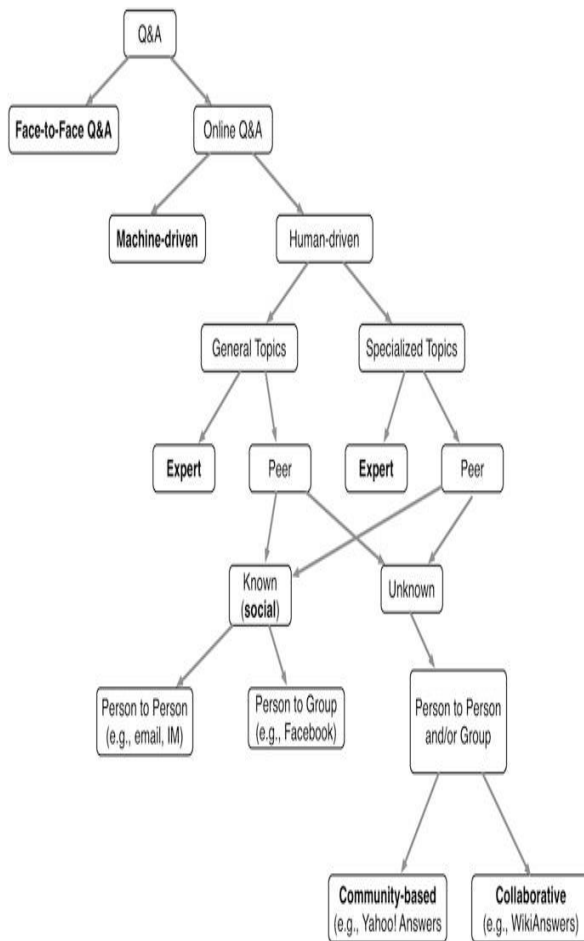 Q&A
Face-to-Face Q&A
Online Q&A
Machine-driven
Human-driven
General Topics
Specialized Topics
Expert
Peer
Expert
Peer
Known
(social)
Unknown
Person to Person
(e.g., email, IM)
Person to Group
(e.g., Facebook)
Person to Person
and/or Group
Community-based
(e.g., Yahoo! Answers
Collaborative
(e.g., WikiAnswers)